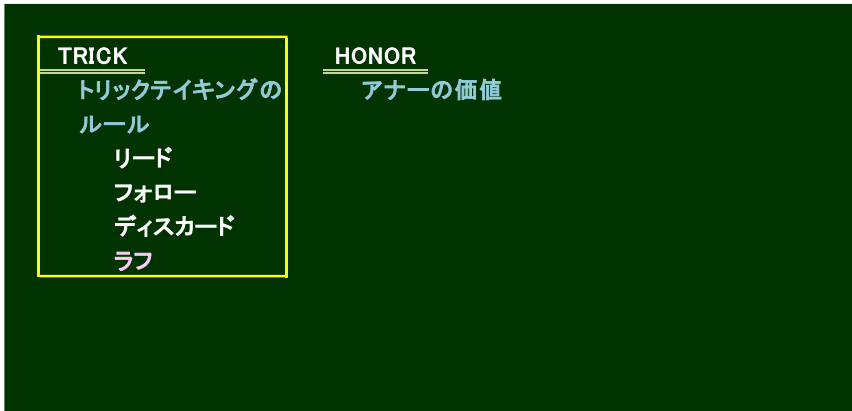 TRICK
トリックテイキングの
ルール
リード
フォロー
ディスカード
ラフ
HONOR
アナーの価値